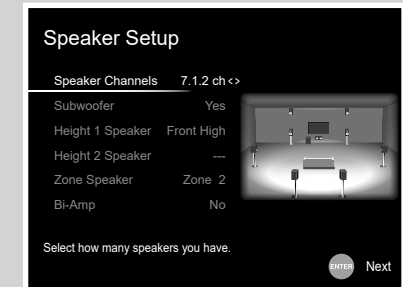 Speaker Setup
Speaker Channels 7.1.2 ch <>
Subwoofer Yes
Height 1 Speaker Front High
Height 2 Speaker ---
Zone Speaker Zone 2
Bi-Amp No
Select how many speakers you have.
ENTER Next